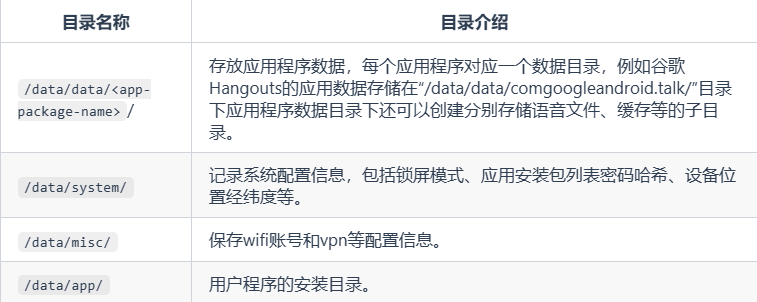 目录名称 目录介绍
存放应用程序数据，每个应用程序对应一个数据目录，例如谷歌
/data/data/<app-
Hangouts的应用数据存储在“/data/data/comgoogleandroid.talk/”目录
package-name> /
下应用程序数据目录下还可以创建分别存储语音文件、缓存等的子目
录。
/data/system/ 记录系统配置信息，包括锁屏模式、应用安装包列表密码哈希、设备位
置经纬度等。
/data/misc/ 保存wifi账号和vpn等配置信息。
/data/app/ 用户程序的安装目录。